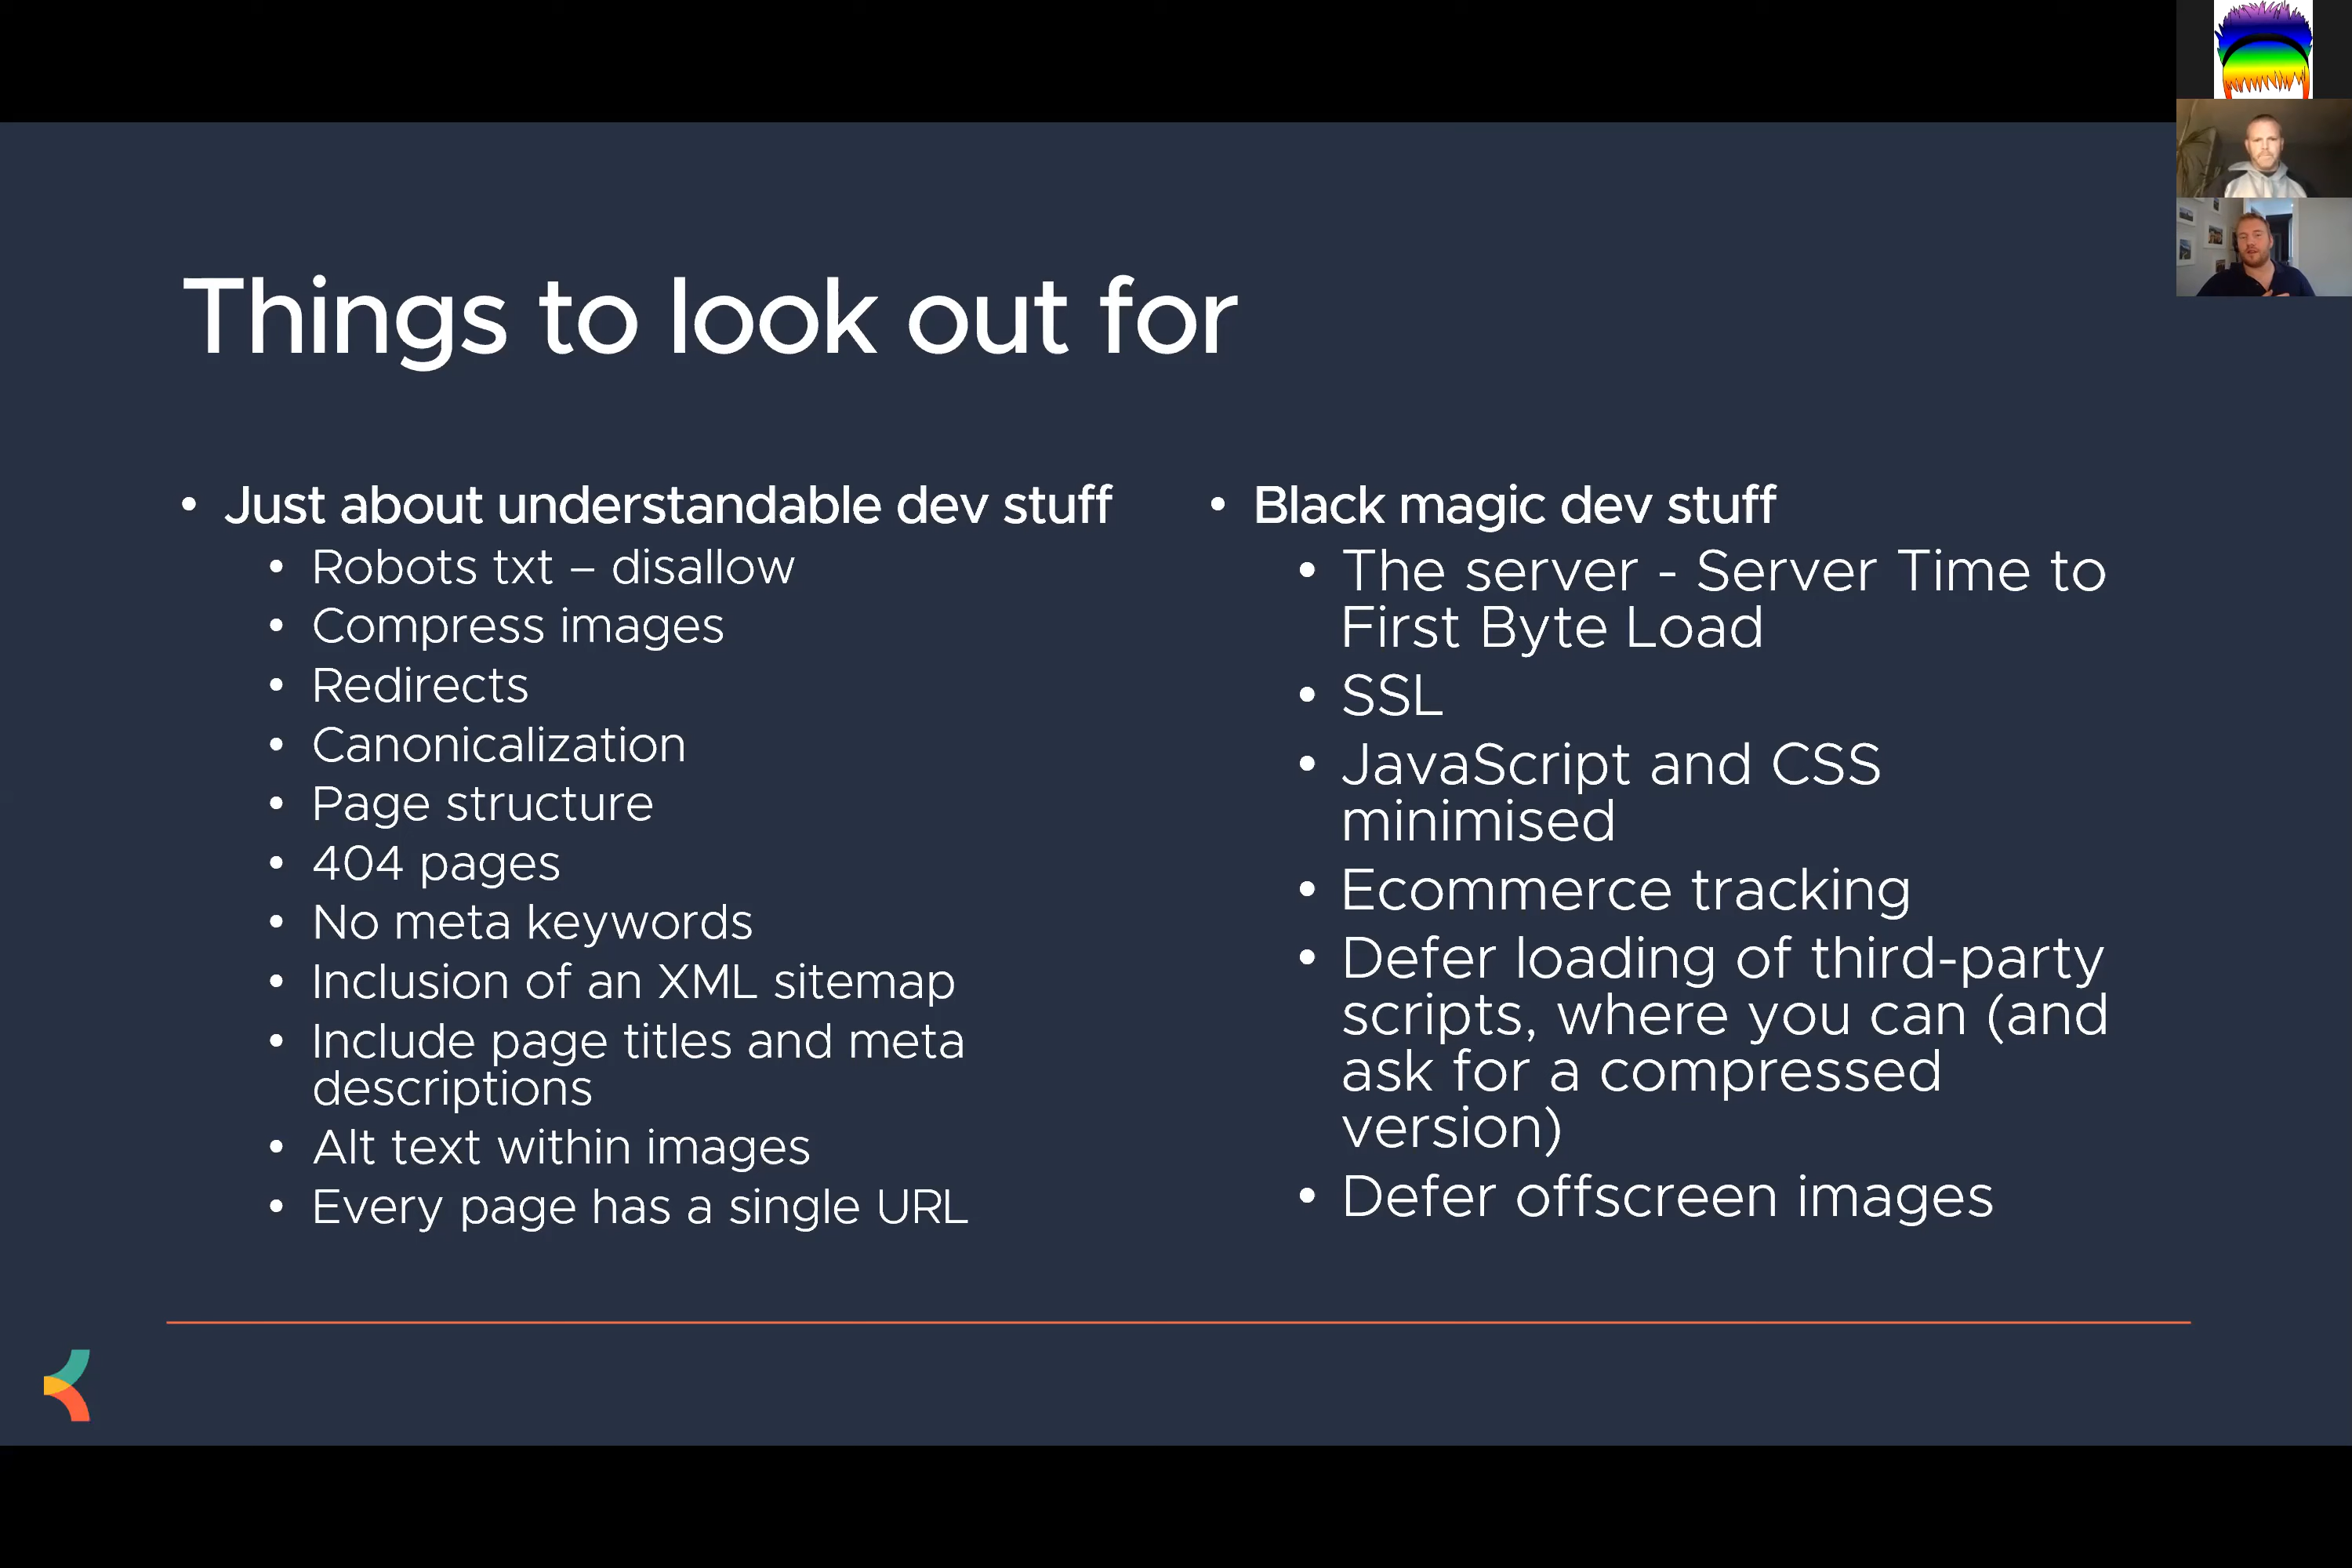 Things to look out for
• Just about understandable dev stuff
• Robots txt – disallow
• Compress images
• Redirects
• Canonicalization
• Page structure
• 404 pages
• No meta keywords
• Inclusion of an XML sitemap
• Include page titles and meta
descriptions
• Alt text within images
• Every page has a single URL
• Black magic dev stuff
• The server - Server Time to
First Byte Load
• SSL
• JavaScript and CSS
minimised
• Ecommerce tracking
• Defer loading of third-party
scripts, where you can (and
ask for a compressed
version)
• Defer offscreen images